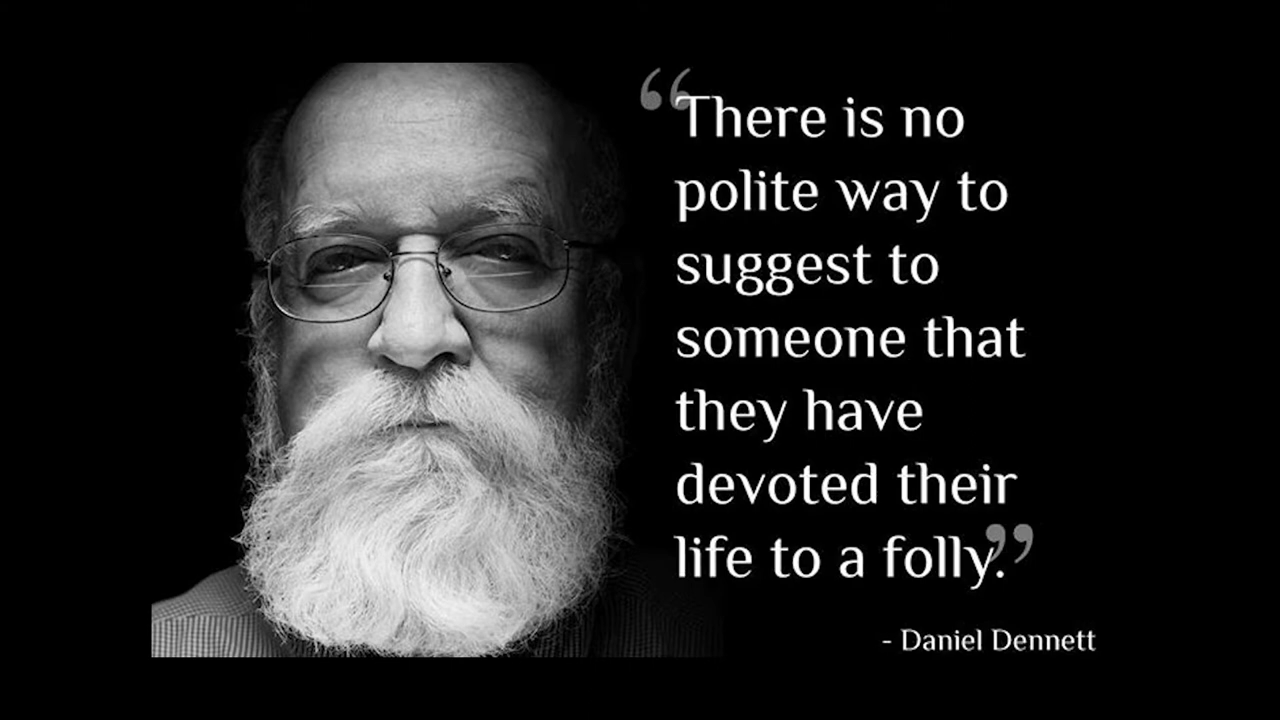 “There is no
polite way to
suggest to
someone that
they have
devoted their
life to a folly.”
- Daniel Dennett